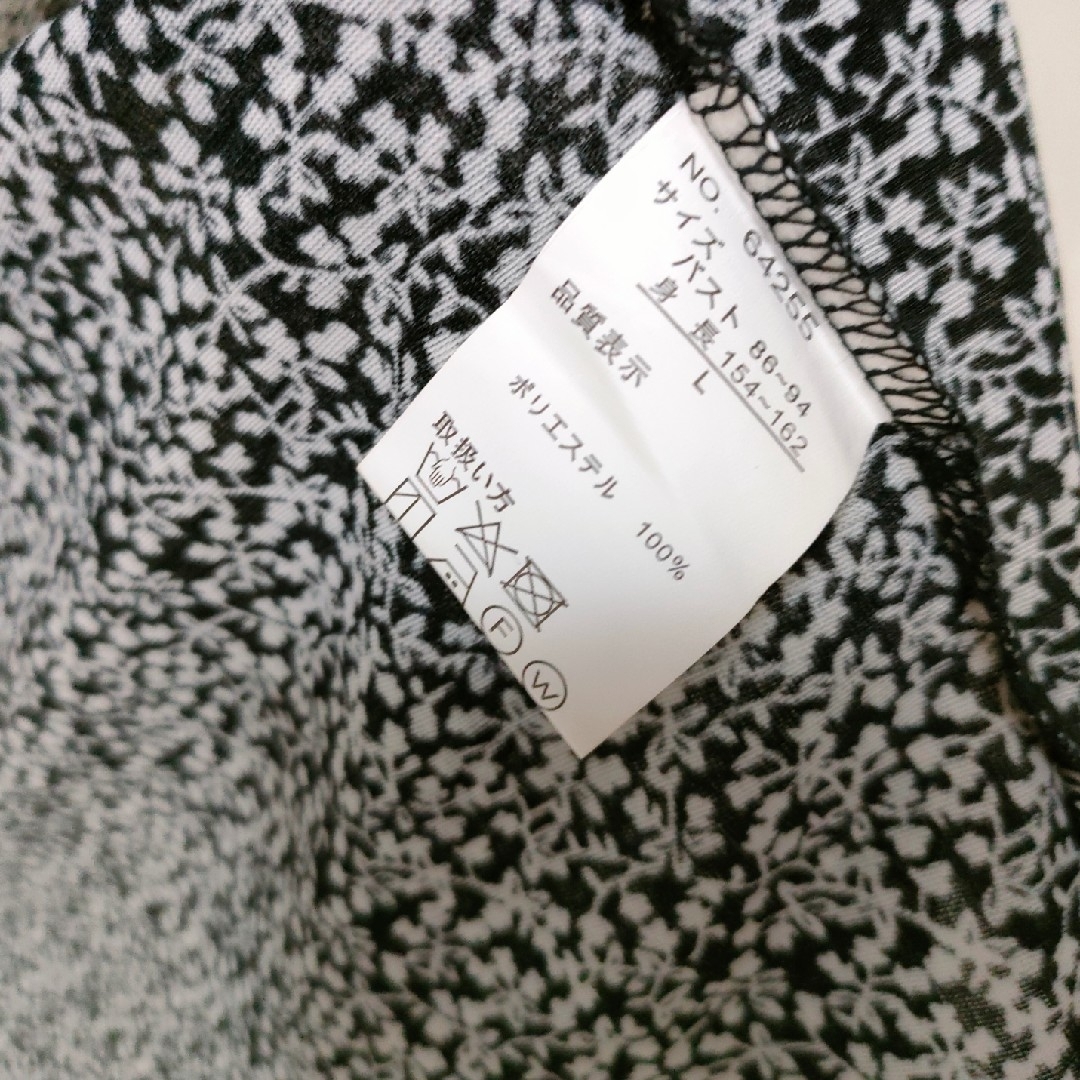 NO. 64255
サイズ
バスト 86~94
身 長 154~162
L
品質表示
ポリエステル 100%
取扱い方
F
W